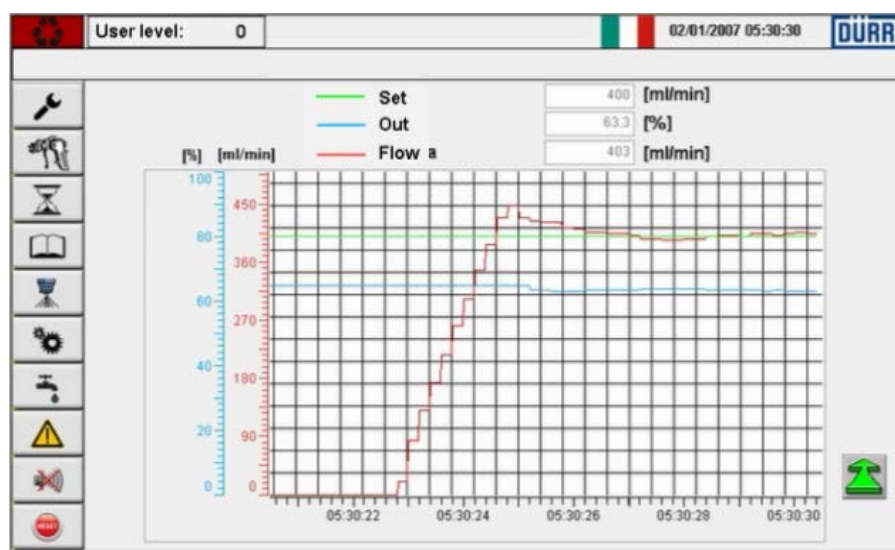 User level: 0 02/01/2007 05:30:30 DÜRR
Set 400 [ml/min]
Out 63.3 [%]
Flow a 403 [ml/min]
[%] [ml/min]
100
450
80
360
60
270
40
180
20
90
0 0
05:30:22 05:30:24 05:30:26 05:30:28 05:30:30
RESET